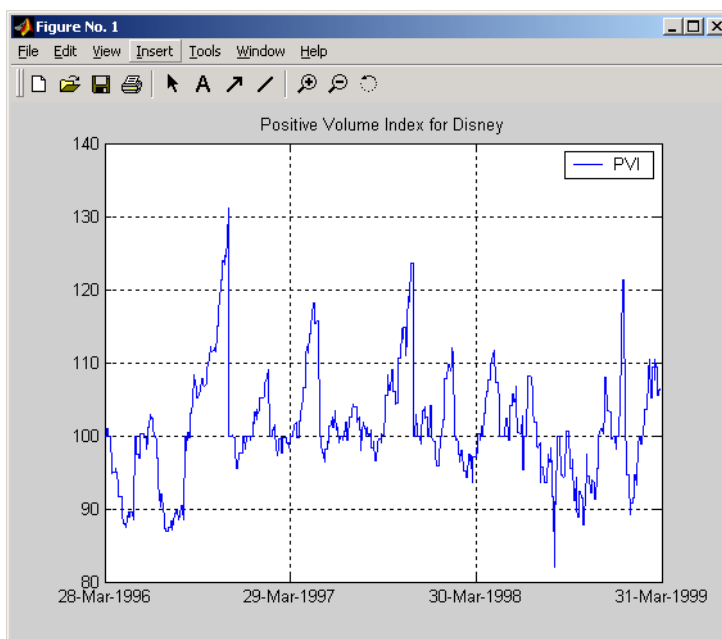 Figure No. 1
File Edit View Insert Tools Window Help
A
Positive Volume Index for Disney
PVI
140
130
120
110
100
90
80
28-Mar-1996 29-Mar-1997 30-Mar-1998 31-Mar-1999